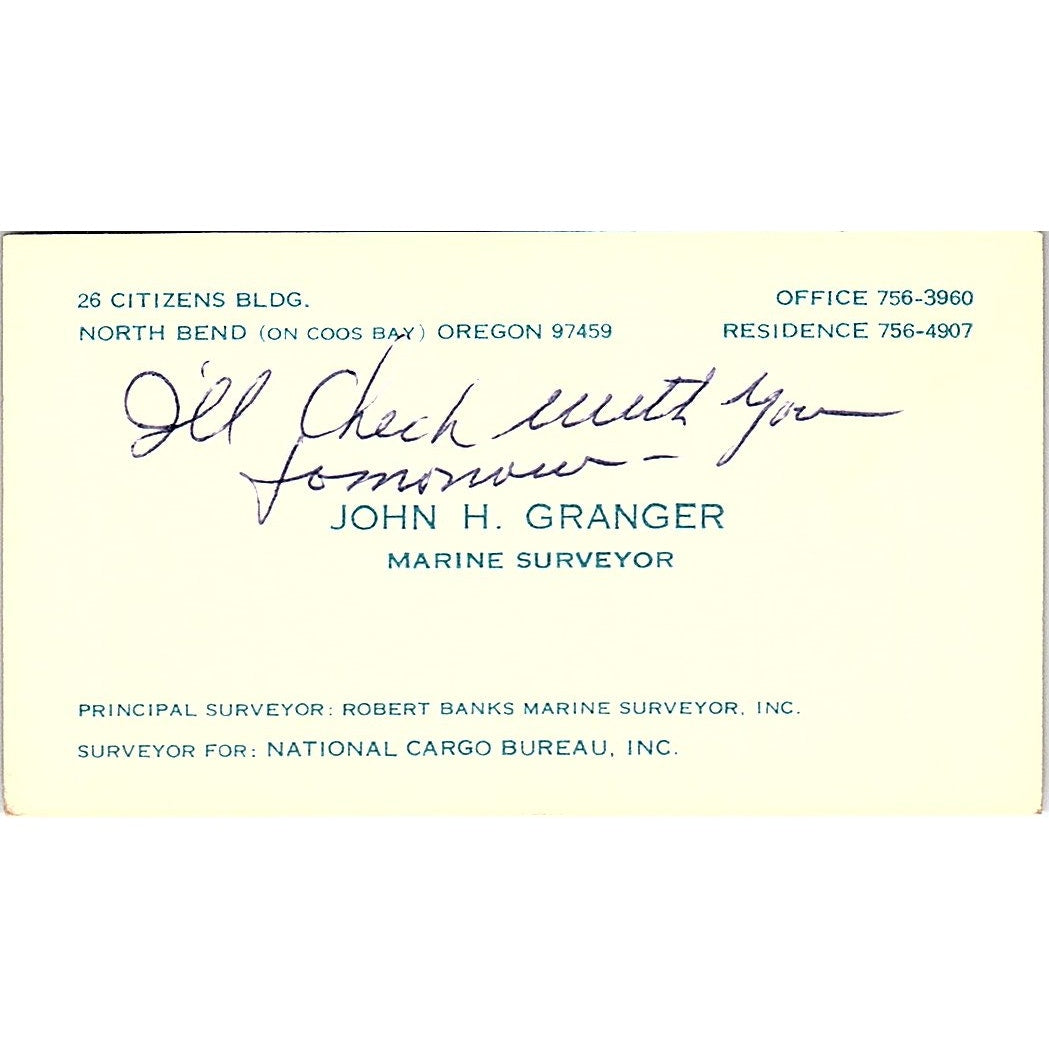 26 CITIZENS BLDG.
OFFICE 756-3960
NORTH BEND (ON COOS BAY) OREGON 97459
RESIDENCE 756-4907
I'll Check with you
tomorrow -
JOHN H. GRANGER
MARINE SURVEYOR
PRINCIPAL SURVEYOR: ROBERT BANKS MARINE SURVEYOR, INC.
SURVEYOR FOR: NATIONAL CARGO BUREAU, INC.